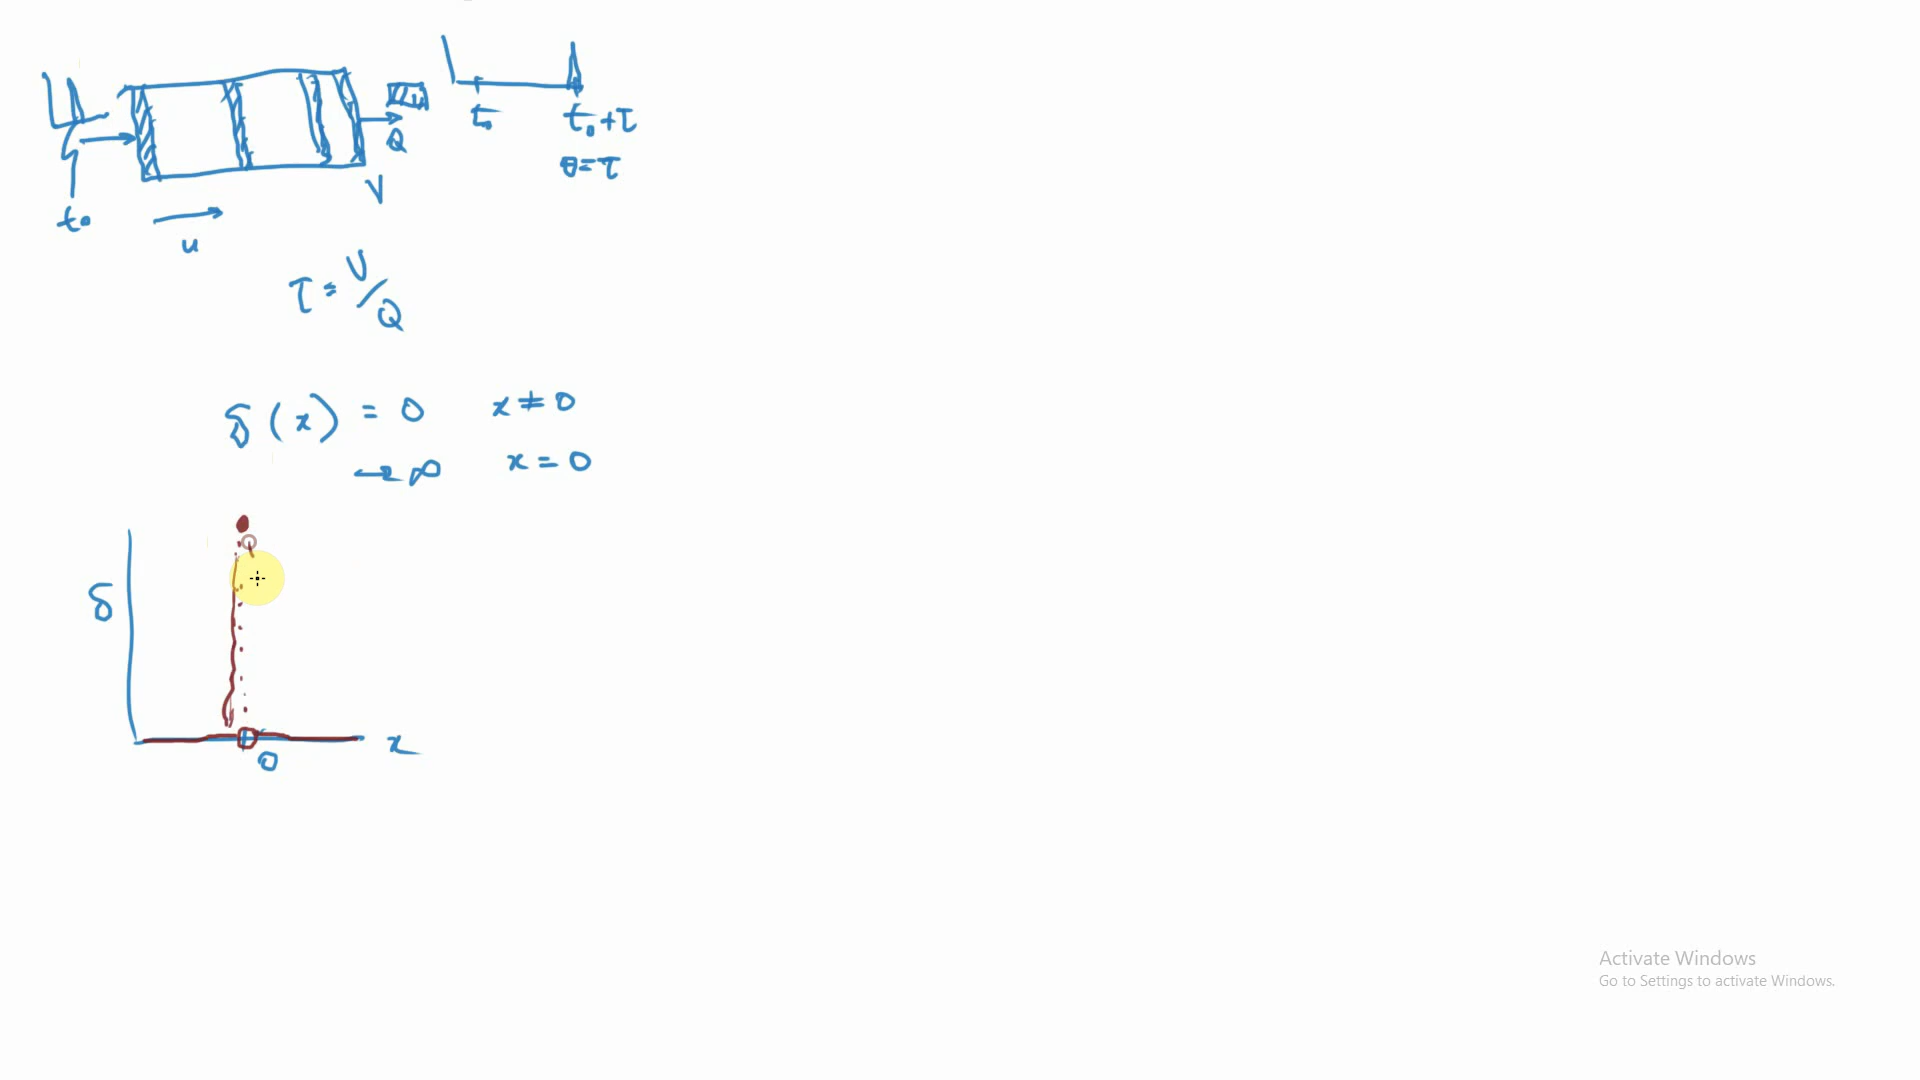 Q
t₀
t₀+τ
θ=τ
V
t₀
u
τ = V/Q
δ(x) = 0 x ≠ 0
→ ∞ x = 0
δ
x
0
Activate Windows
Go to Settings to activate Windows.